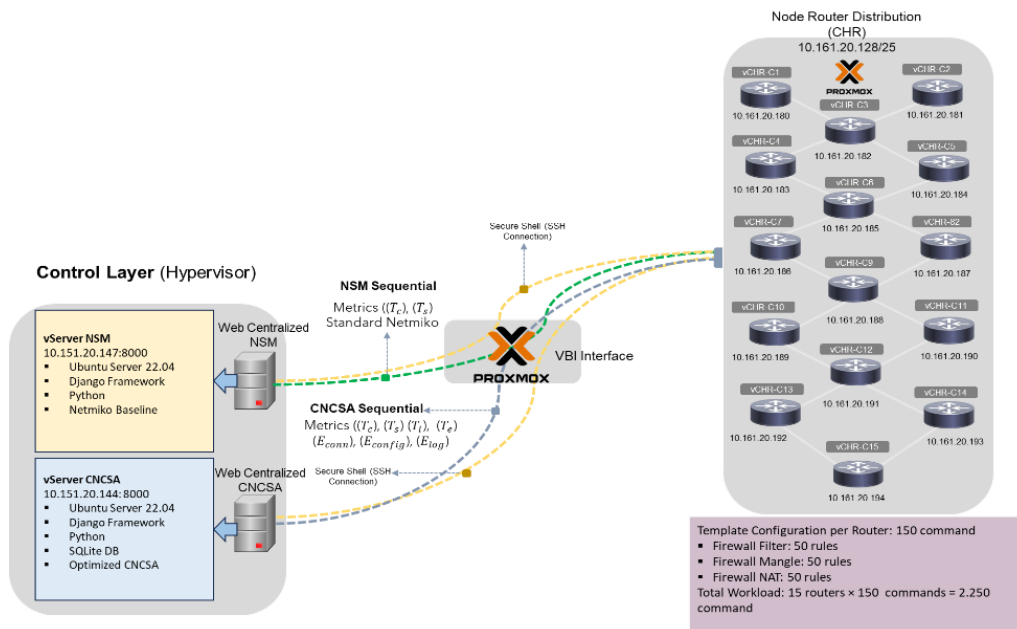 Node Router Distribution
(CHR)
10.161.20.128/25
vCHR-C1
vCHR-C2
PROXMOX
10.161.20.180
vCHR-C3
10.161.20.181
vCHR-C4
10.161.20.182
vCHR-C5
10.161.20.183
vCHR-C6
10.161.20.184
vCHR-C7
10.161.20.185
vCHR-82
10.161.20.186
vCHR-C9
10.161.20.187
vCHR-C10
10.161.20.188
vCHR-C11
10.161.20.189
vCHR-C12
10.161.20.190
vCHR-C13
10.161.20.191
vCHR-C14
10.161.20.192
vCHR-C15
10.161.20.193
10.161.20.194
Secure Shell (SSH
Connection)
Control Layer (Hypervisor)
NSM Sequential
Metrics ((T_c), (T_s)
Standard Netmiko
vServer NSM
10.151.20.147:8000
▪ Ubuntu Server 22.04
▪ Django Framework
▪ Python
▪ Netmiko Baseline
Web Centralized
NSM
VBI Interface
PROXMOX
CNCSA Sequential
Metrics ((T_c), (T_s) (T_l), (T_e)
(E_conn), (E_config), (E_log)
vServer CNCSA
10.151.20.144: 8000
▪ Ubuntu Server 22.04
▪ Django Framework
▪ Python
▪ SQLite DB
▪ Optimized CNCSA
Web Centralized
CNCSA
Secure Shell (SSH
Connection)
Template Configuration per Router: 150 command
▪ Firewall Filter: 50 rules
▪ Firewall Mangle: 50 rules
▪ Firewall NAT: 50 rules
Total Workload: 15 routers × 150 commands = 2.250
command